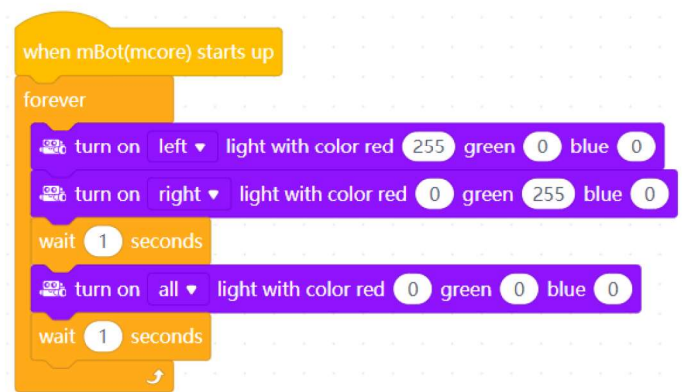 when mBot(mcore) starts up
forever
turn on left light with color red 255 green 0 blue 0
turn on right light with color red 0 green 255 blue 0
wait 1 seconds
turn on all light with color red 0 green 0 blue 0
wait 1 seconds